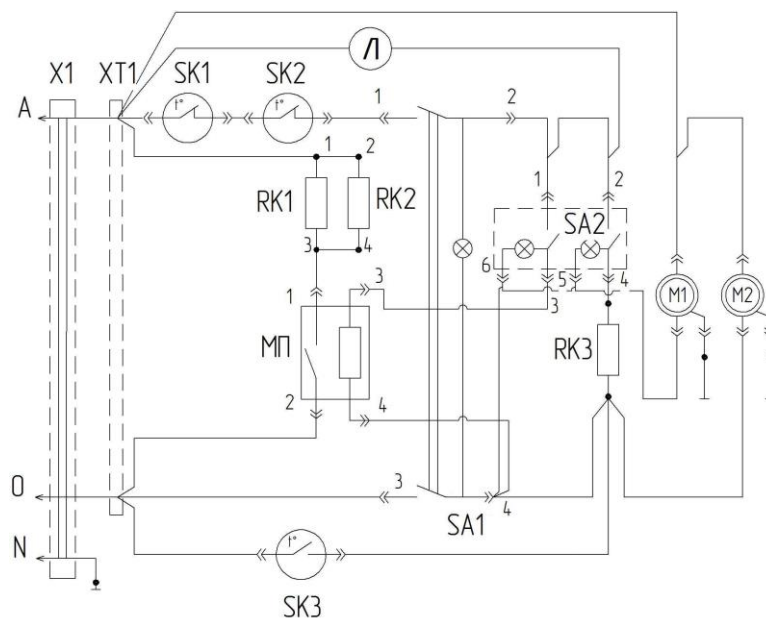 Л
X1 XT1 SK1 SK2
A t° t° 1 2
1 2
RK1 RK2 1 2
SA2
3 4
6 5 4
3 3
1 M1 M2
МП RK3
2
4
O 3
SA1 4
N t°
SK3